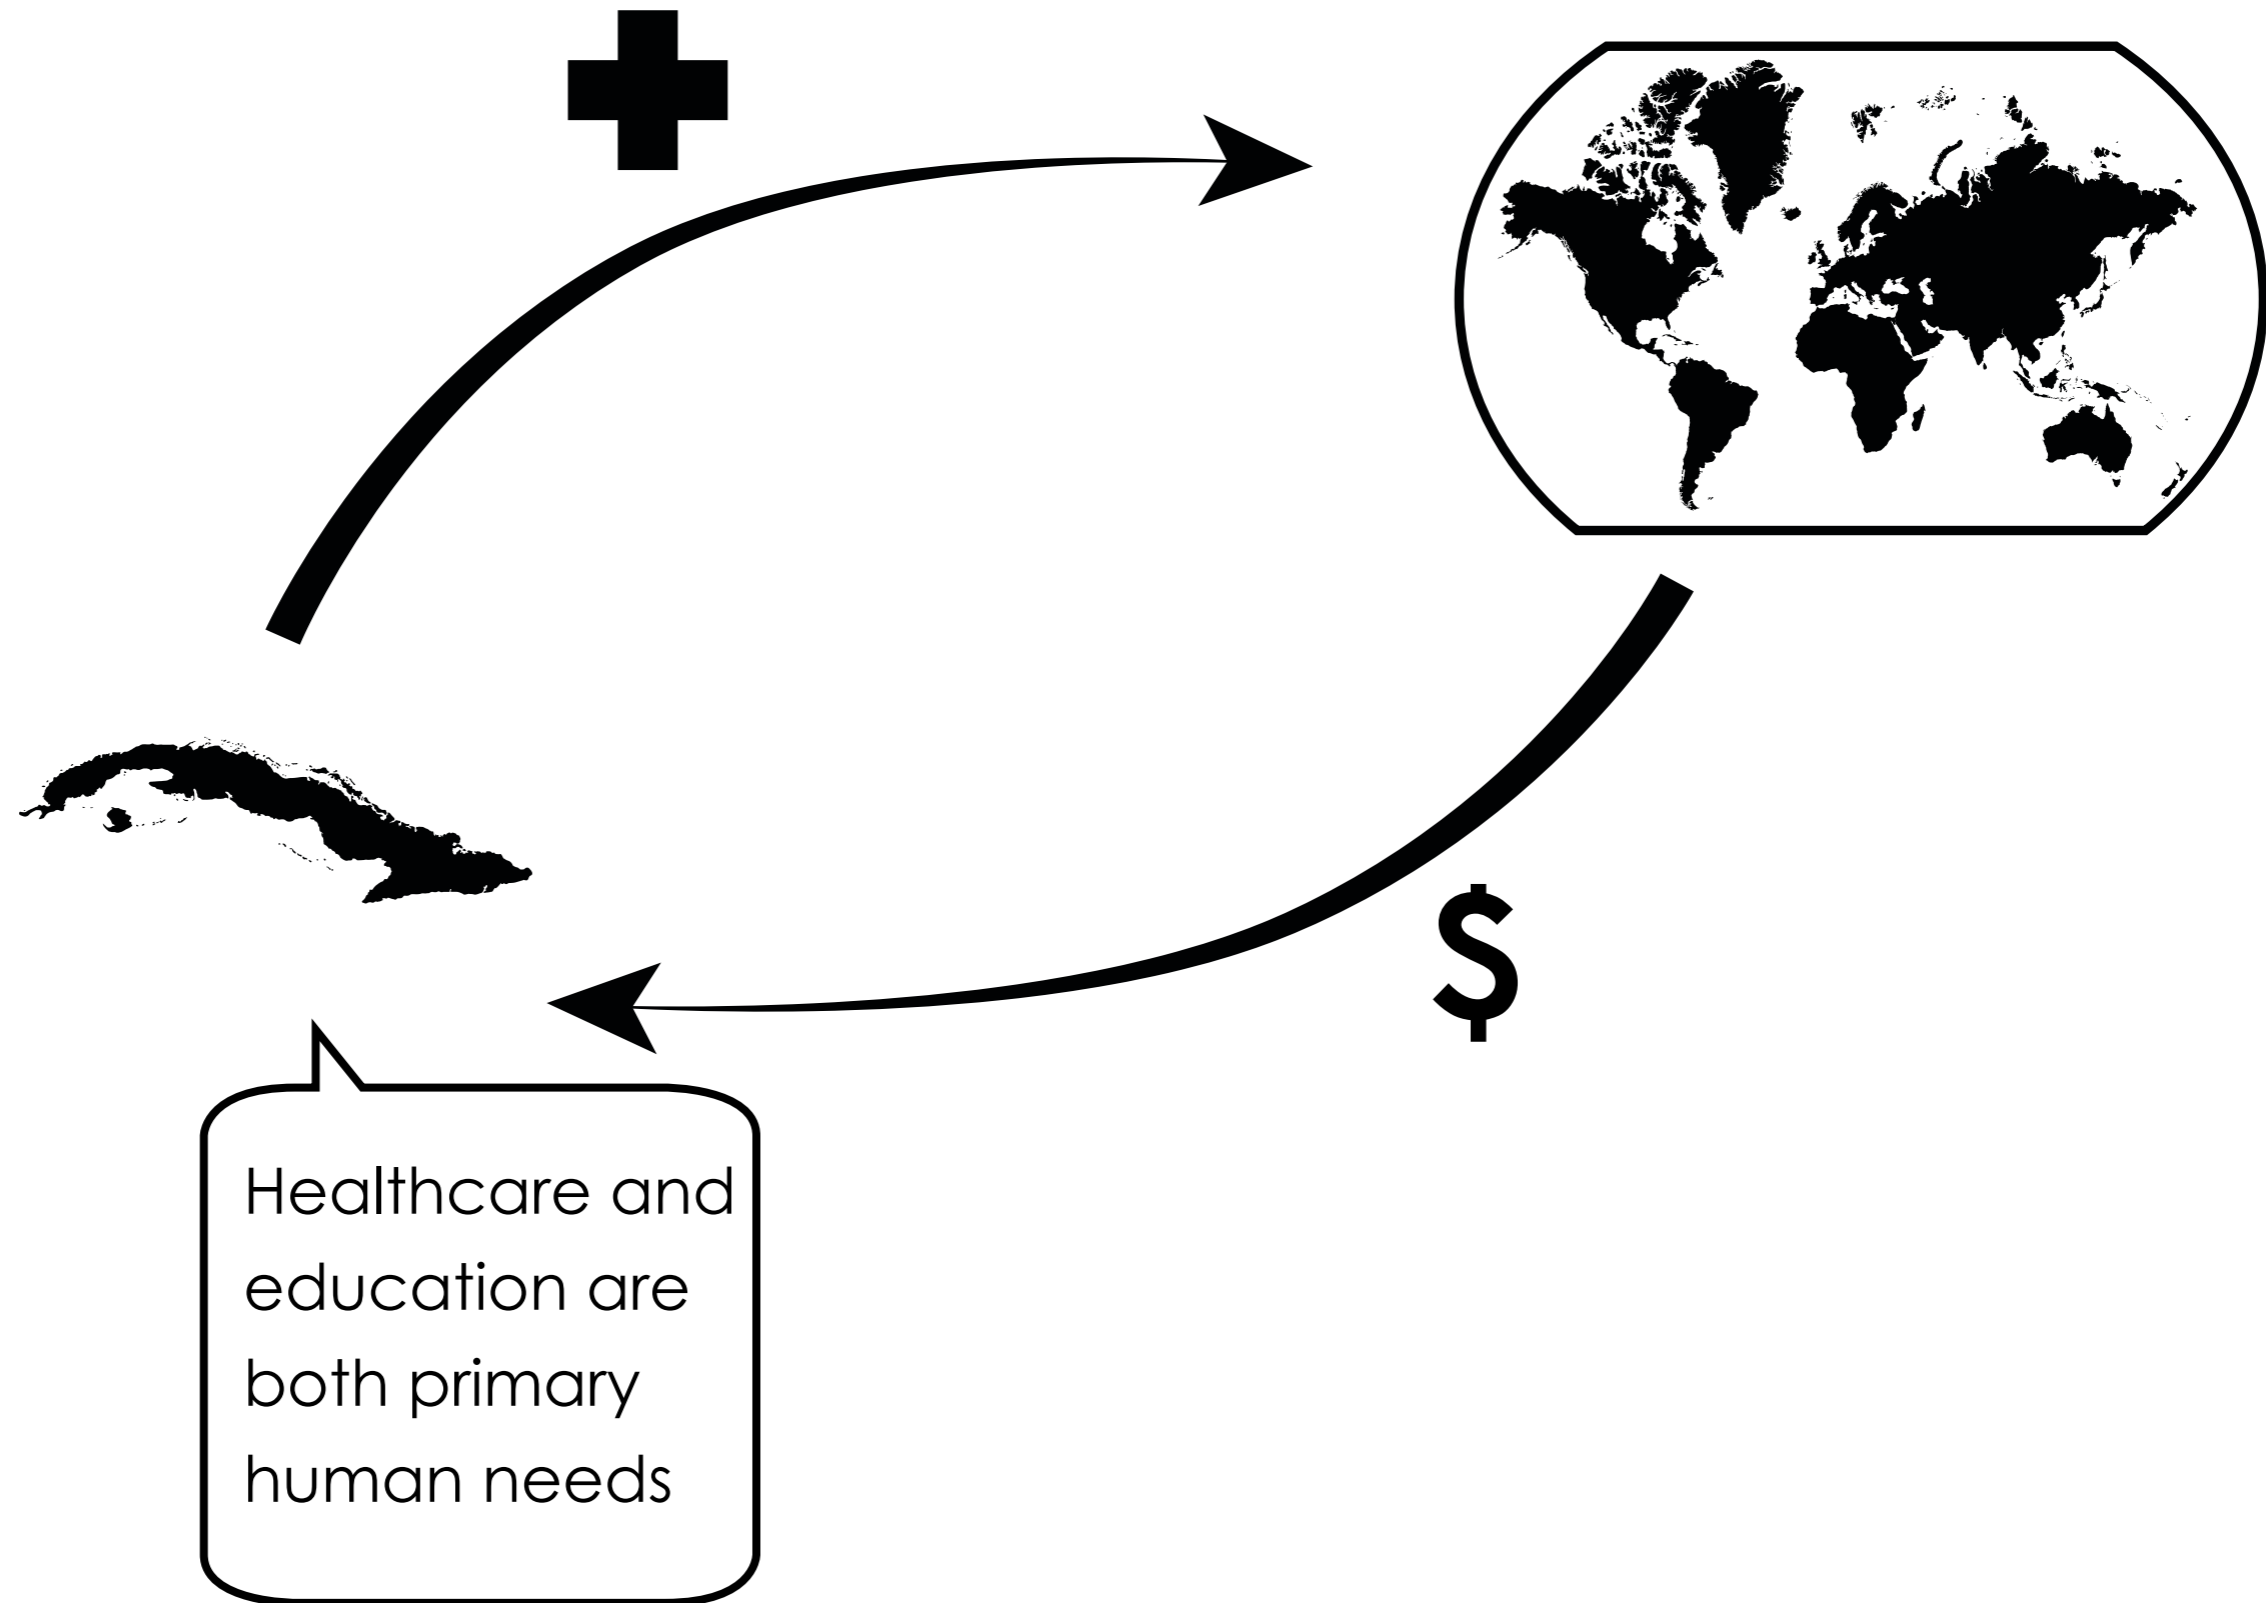 $
Healthcare and
education are
both primary
human needs